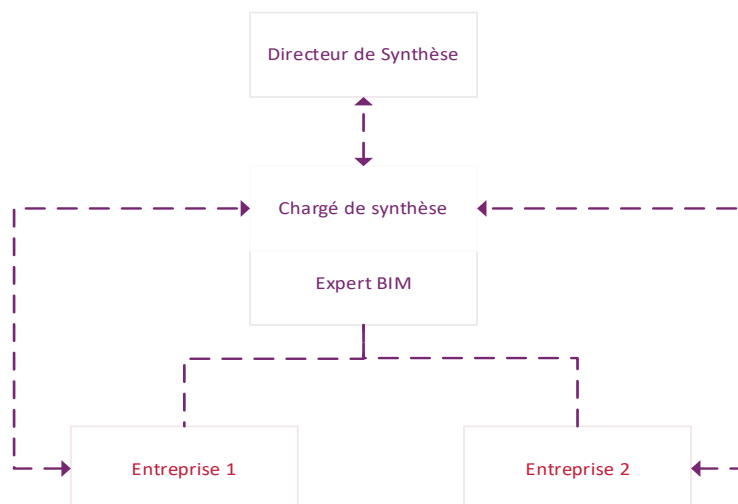 Directeur de Synthèse
Chargé de synthèse
Expert BIM
Entreprise 1
Entreprise 2